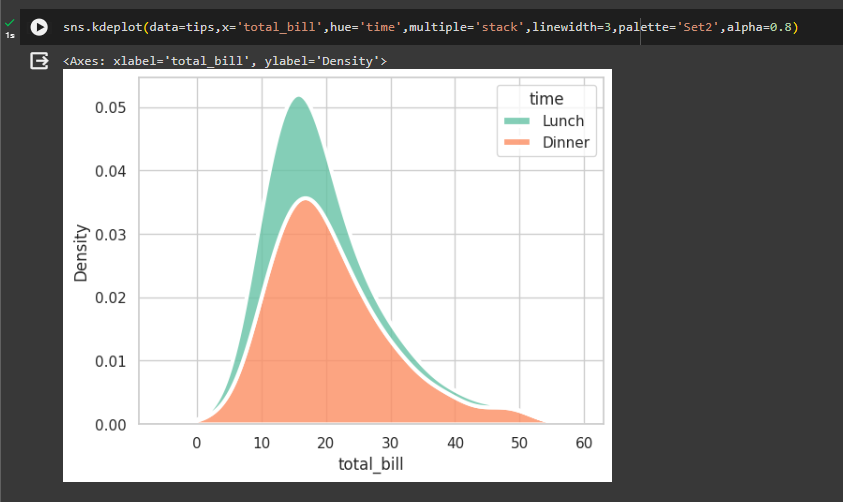 sns.kdeplot(data=tips,x='total_bill',hue='time',multiple='stack',linewidth=3,palette='Set2',alpha=0.8)
1s
<Axes: xlabel='total_bill', ylabel='Density'>
time
Lunch
Dinner
0.05
0.04
0.03
0.02
0.01
0.00
Density
0 10 20 30 40 50 60
total_bill